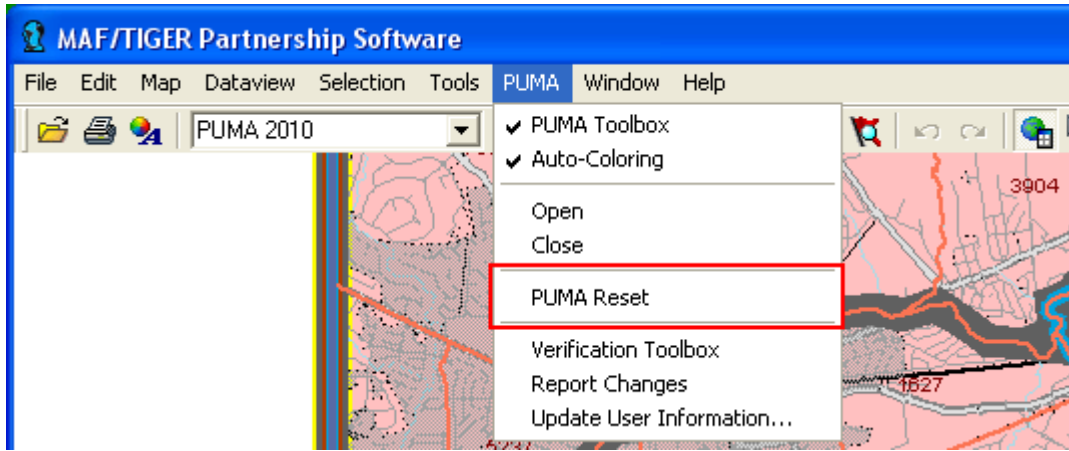 MAF/TIGER Partnership Software
File Edit Map Dataview Selection Tools PUMA Window Help
PUMA 2010
PUMA Toolbox
Auto-Coloring
3904
Open
Close
PUMA Reset
Verification Toolbox
Report Changes
1627
Update User Information...